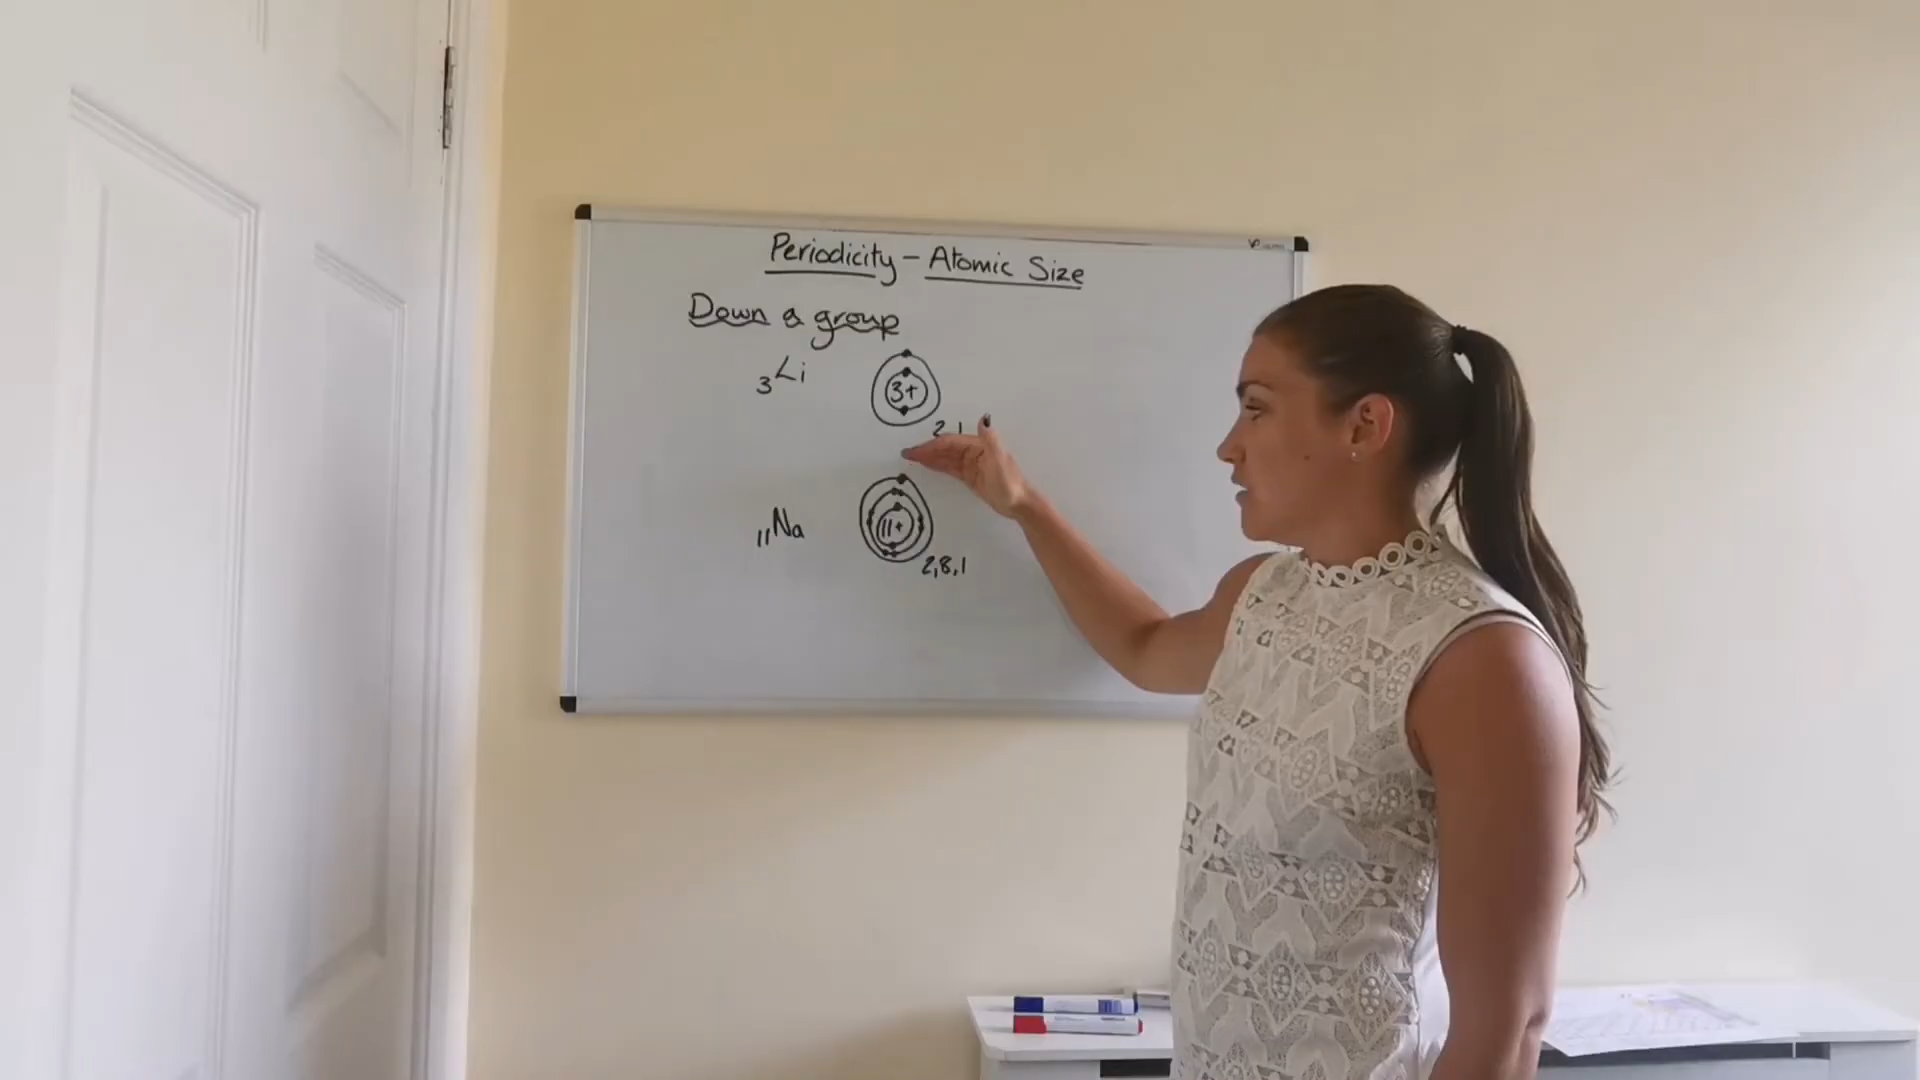 Periodicity - Atomic Size
Down a group
3Li
3+
2,1
11Na
11+
2,8,1